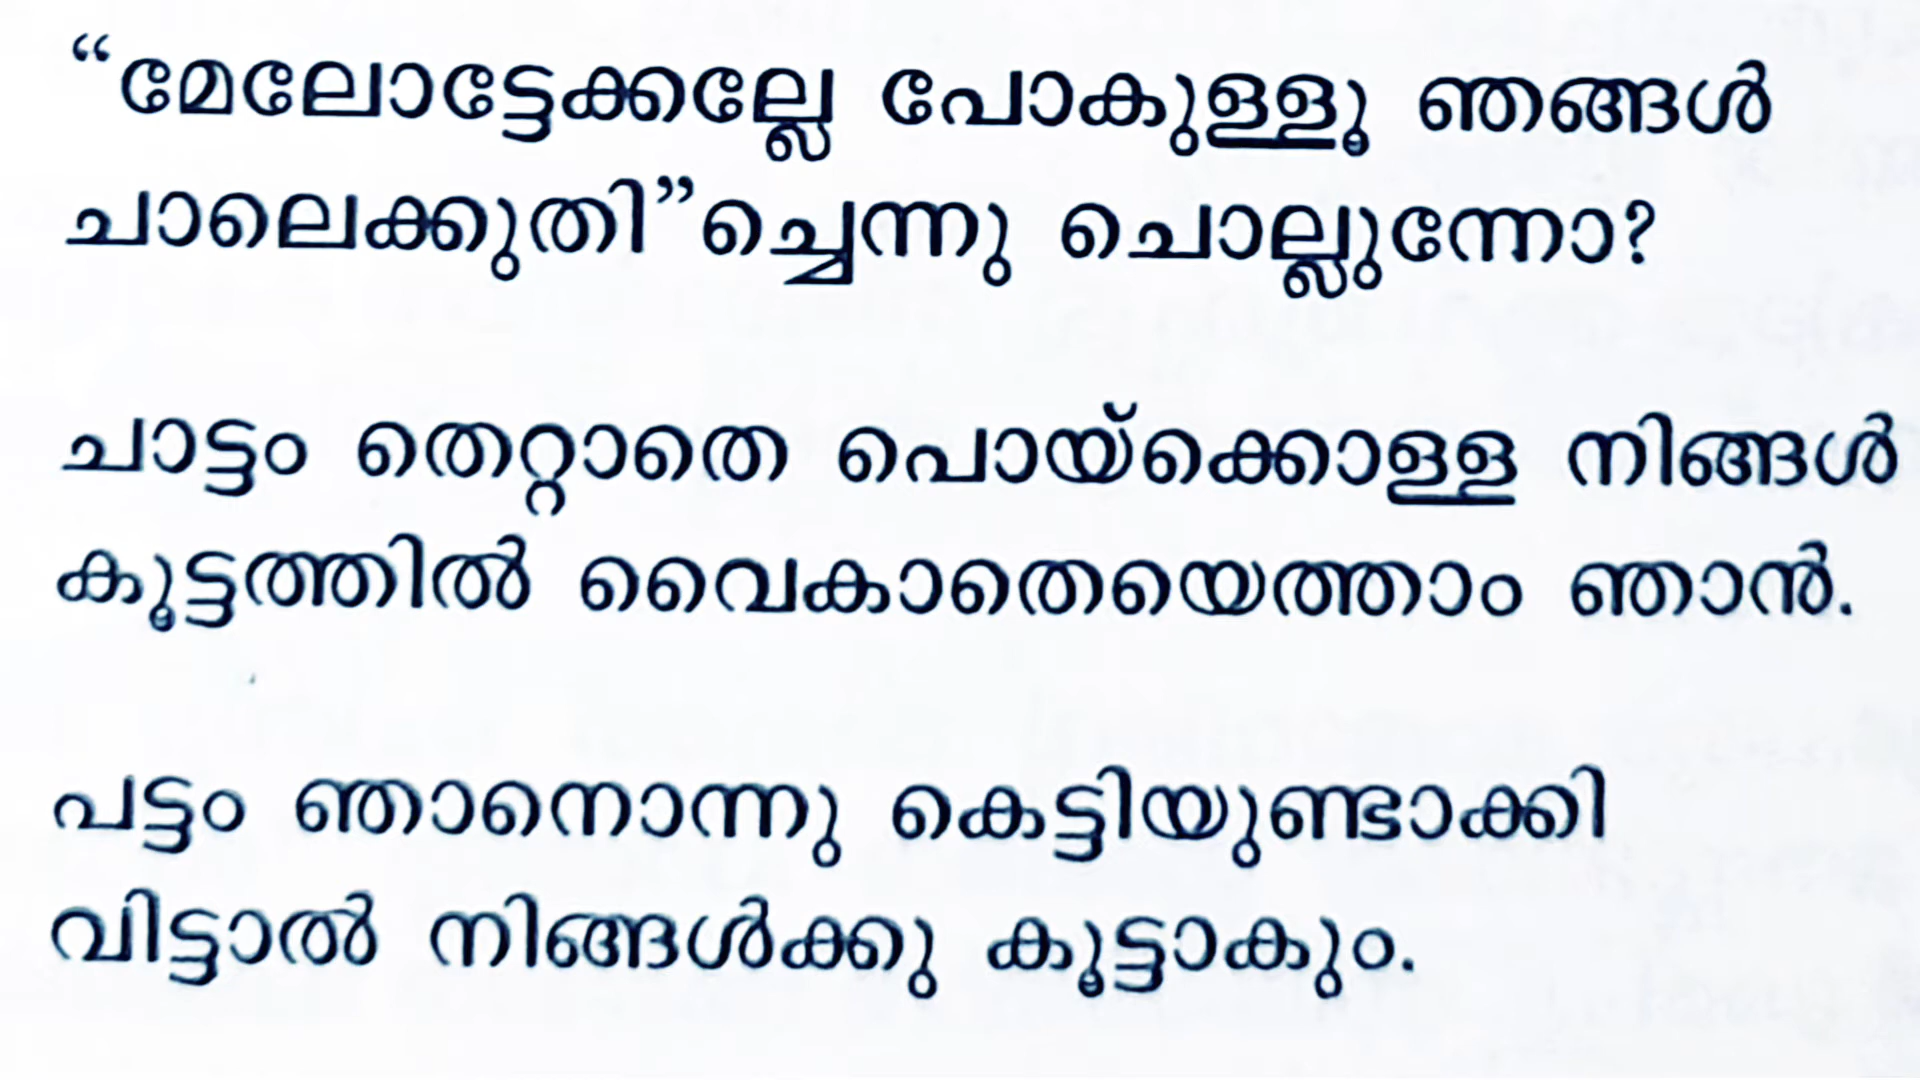 “മേലോട്ടേക്കല്ലേ പോകുള്ളൂ ഞങ്ങൾ
ചാലെക്കുതി”ച്ചെന്നു ചൊല്ലുന്നോ?
ചാട്ടം തെറ്റാതെ പൊയ്ക്കൊള്ള നിങ്ങൾ
കൂട്ടത്തിൽ വൈകാതെയെത്താം ഞാൻ.
പട്ടം ഞാനൊന്നു കെട്ടിയുണ്ടാക്കി
വിട്ടാൽ നിങ്ങൾക്കു കൂട്ടാകും.